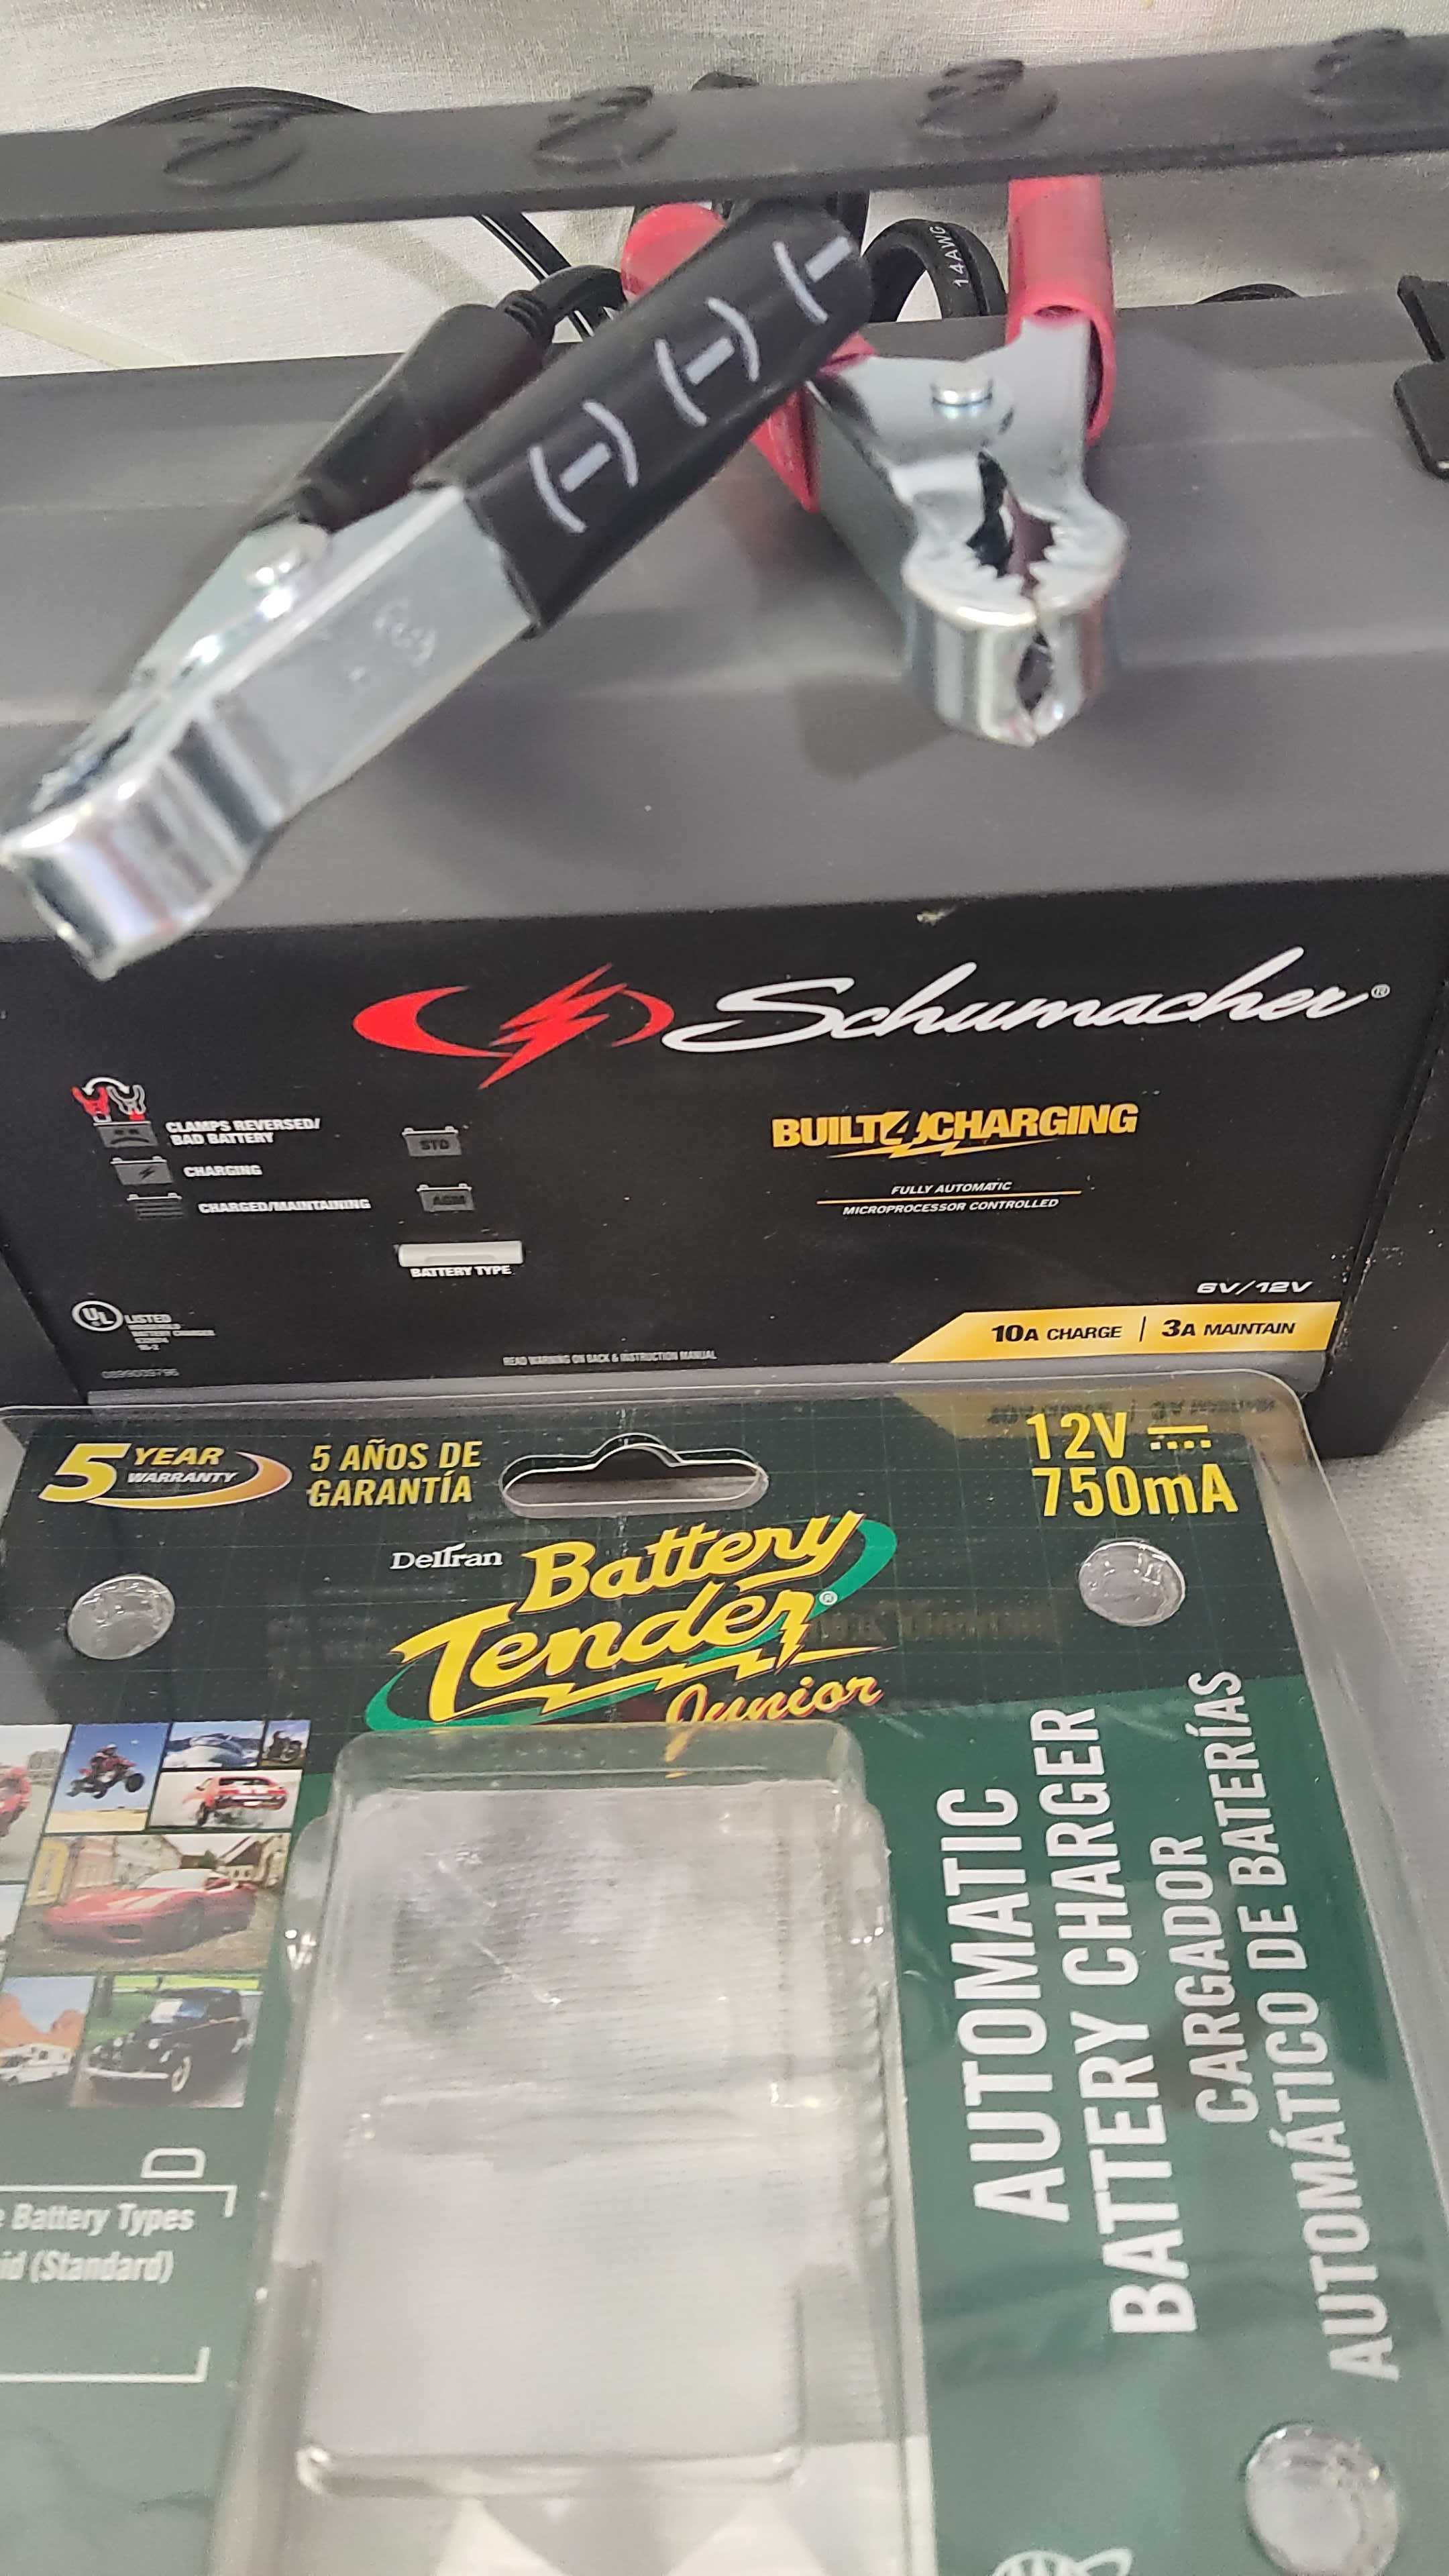 14AWG
(-) (-) (-
Schumacher®
CLAMPS REVERSED/
BAD BATTERY
CHARGING
CHARGED/MAINTAINING
STD
AGM
BATTERY TYPE
BUILT4CHARGING
FULLY AUTOMATIC
MICROPROCESSOR CONTROLLED
6V/12V
10A CHARGE | 3A MAINTAIN
UL LISTED
READ WARNING ON BACK & INSTRUCTION MANUAL
5 YEAR
WARRANTY
5 AÑOS DE
GARANTÍA
12V
750mA
Deltran
Battery
Tender®
Junior
AUTOMATIC
BATTERY CHARGER
CARGADOR
AUTOMÁTICO DE BATERÍAS
D
Battery Types
id (Standard)